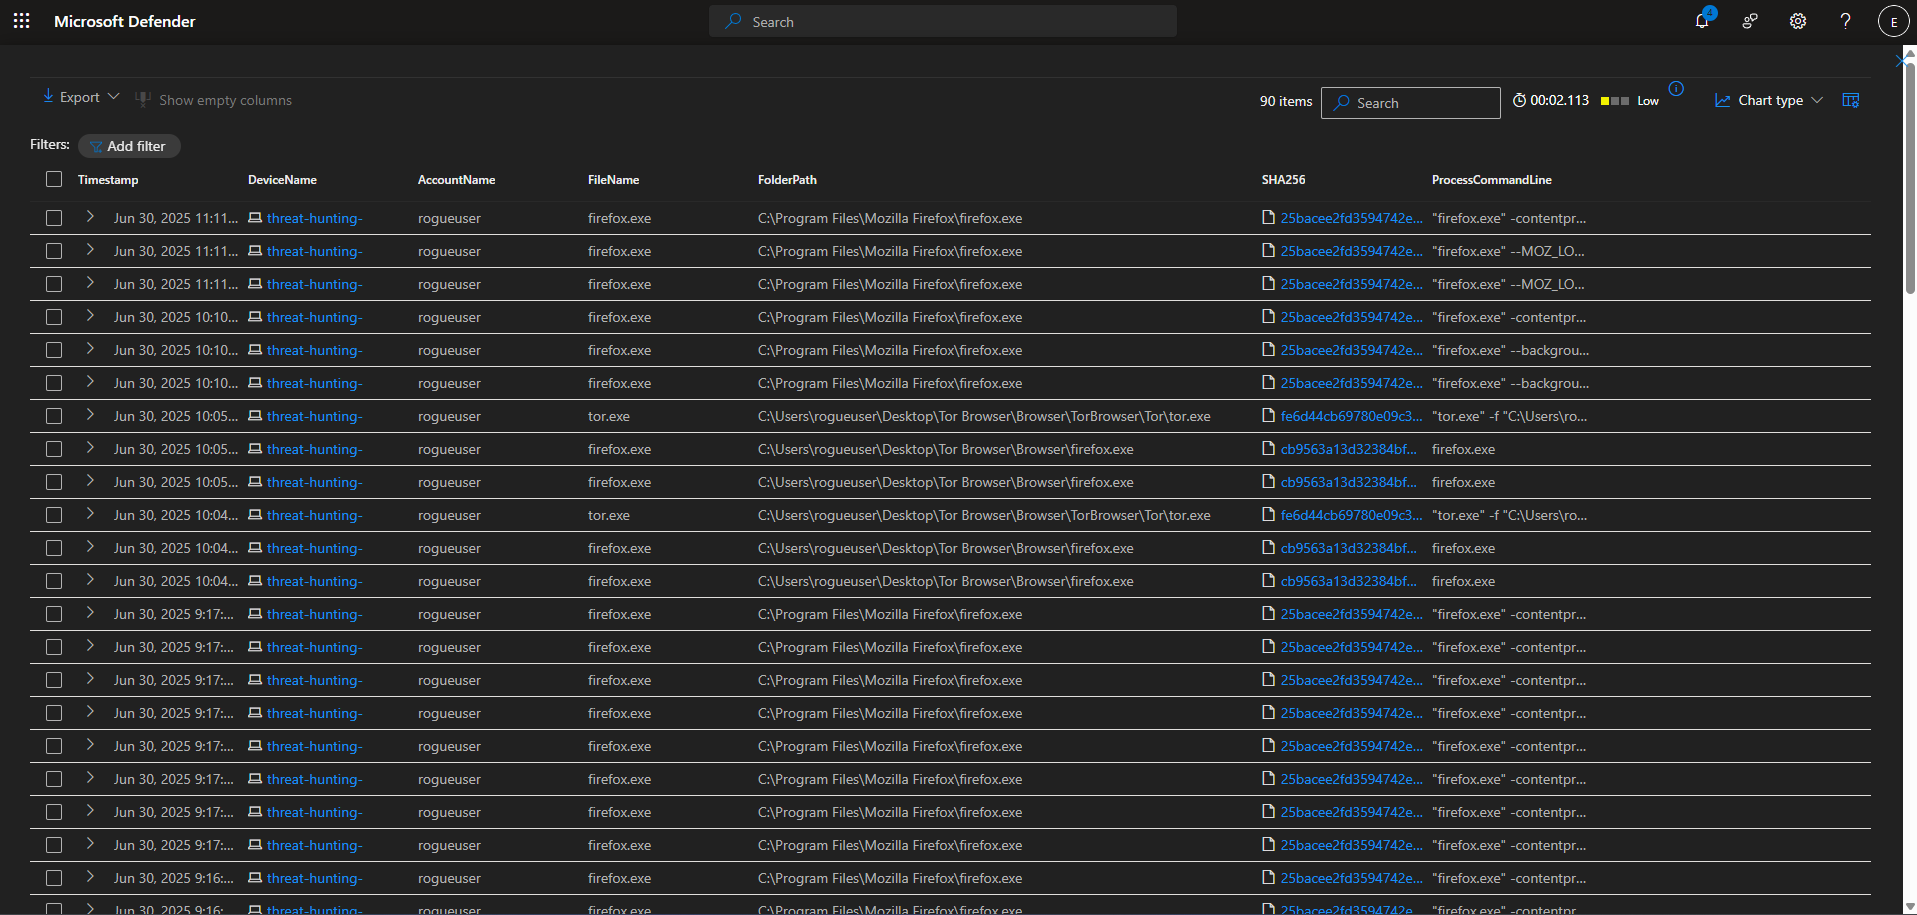 Microsoft Defender
Search
4
E
Export
Show empty columns
90 items
Search
00:02.113
Low
Chart type
Filters:
Add filter
Timestamp DeviceName AccountName FileName FolderPath SHA256 ProcessCommandLine
Jun 30, 2025 11:11... threat-hunting- rogueuser firefox.exe C:\Program Files\Mozilla Firefox\firefox.exe 25bacee2fd3594742e... "firefox.exe" -contentpr...
Jun 30, 2025 11:11... threat-hunting- rogueuser firefox.exe C:\Program Files\Mozilla Firefox\firefox.exe 25bacee2fd3594742e... "firefox.exe" --MOZ_LO...
Jun 30, 2025 11:11... threat-hunting- rogueuser firefox.exe C:\Program Files\Mozilla Firefox\firefox.exe 25bacee2fd3594742e... "firefox.exe" --MOZ_LO...
Jun 30, 2025 10:10... threat-hunting- rogueuser firefox.exe C:\Program Files\Mozilla Firefox\firefox.exe 25bacee2fd3594742e... "firefox.exe" -contentpr...
Jun 30, 2025 10:10... threat-hunting- rogueuser firefox.exe C:\Program Files\Mozilla Firefox\firefox.exe 25bacee2fd3594742e... "firefox.exe" --backgrou...
Jun 30, 2025 10:10... threat-hunting- rogueuser firefox.exe C:\Program Files\Mozilla Firefox\firefox.exe 25bacee2fd3594742e... "firefox.exe" --backgrou...
Jun 30, 2025 10:05... threat-hunting- rogueuser tor.exe C:\Users\rogueuser\Desktop\Tor Browser\Browser\TorBrowser\Tor\tor.exe fe6d44cb69780e09c3... "tor.exe" -f "C:\Users\ro...
Jun 30, 2025 10:05... threat-hunting- rogueuser firefox.exe C:\Users\rogueuser\Desktop\Tor Browser\Browser\firefox.exe cb9563a13d32384bf... firefox.exe
Jun 30, 2025 10:05... threat-hunting- rogueuser firefox.exe C:\Users\rogueuser\Desktop\Tor Browser\Browser\firefox.exe cb9563a13d32384bf... firefox.exe
Jun 30, 2025 10:04... threat-hunting- rogueuser tor.exe C:\Users\rogueuser\Desktop\Tor Browser\Browser\TorBrowser\Tor\tor.exe fe6d44cb69780e09c3... "tor.exe" -f "C:\Users\ro...
Jun 30, 2025 10:04... threat-hunting- rogueuser firefox.exe C:\Users\rogueuser\Desktop\Tor Browser\Browser\firefox.exe cb9563a13d32384bf... firefox.exe
Jun 30, 2025 10:04... threat-hunting- rogueuser firefox.exe C:\Users\rogueuser\Desktop\Tor Browser\Browser\firefox.exe cb9563a13d32384bf... firefox.exe
Jun 30, 2025 9:17:... threat-hunting- rogueuser firefox.exe C:\Program Files\Mozilla Firefox\firefox.exe 25bacee2fd3594742e... "firefox.exe" -contentpr...
Jun 30, 2025 9:17:... threat-hunting- rogueuser firefox.exe C:\Program Files\Mozilla Firefox\firefox.exe 25bacee2fd3594742e... "firefox.exe" -contentpr...
Jun 30, 2025 9:17:... threat-hunting- rogueuser firefox.exe C:\Program Files\Mozilla Firefox\firefox.exe 25bacee2fd3594742e... "firefox.exe" -contentpr...
Jun 30, 2025 9:17:... threat-hunting- rogueuser firefox.exe C:\Program Files\Mozilla Firefox\firefox.exe 25bacee2fd3594742e... "firefox.exe" -contentpr...
Jun 30, 2025 9:17:... threat-hunting- rogueuser firefox.exe C:\Program Files\Mozilla Firefox\firefox.exe 25bacee2fd3594742e... "firefox.exe" -contentpr...
Jun 30, 2025 9:17:... threat-hunting- rogueuser firefox.exe C:\Program Files\Mozilla Firefox\firefox.exe 25bacee2fd3594742e... "firefox.exe" -contentpr...
Jun 30, 2025 9:17:... threat-hunting- rogueuser firefox.exe C:\Program Files\Mozilla Firefox\firefox.exe 25bacee2fd3594742e... "firefox.exe" -contentpr...
Jun 30, 2025 9:17:... threat-hunting- rogueuser firefox.exe C:\Program Files\Mozilla Firefox\firefox.exe 25bacee2fd3594742e... "firefox.exe" -contentpr...
Jun 30, 2025 9:16:... threat-hunting- rogueuser firefox.exe C:\Program Files\Mozilla Firefox\firefox.exe 25bacee2fd3594742e... "firefox.exe" -contentpr...
Jun 30, 2025 9:16:... threat-hunting- rogueuser firefox.exe C:\Program Files\Mozilla Firefox\firefox.exe 25bacee2fd3594742e... "firefox.exe" -contentpr...